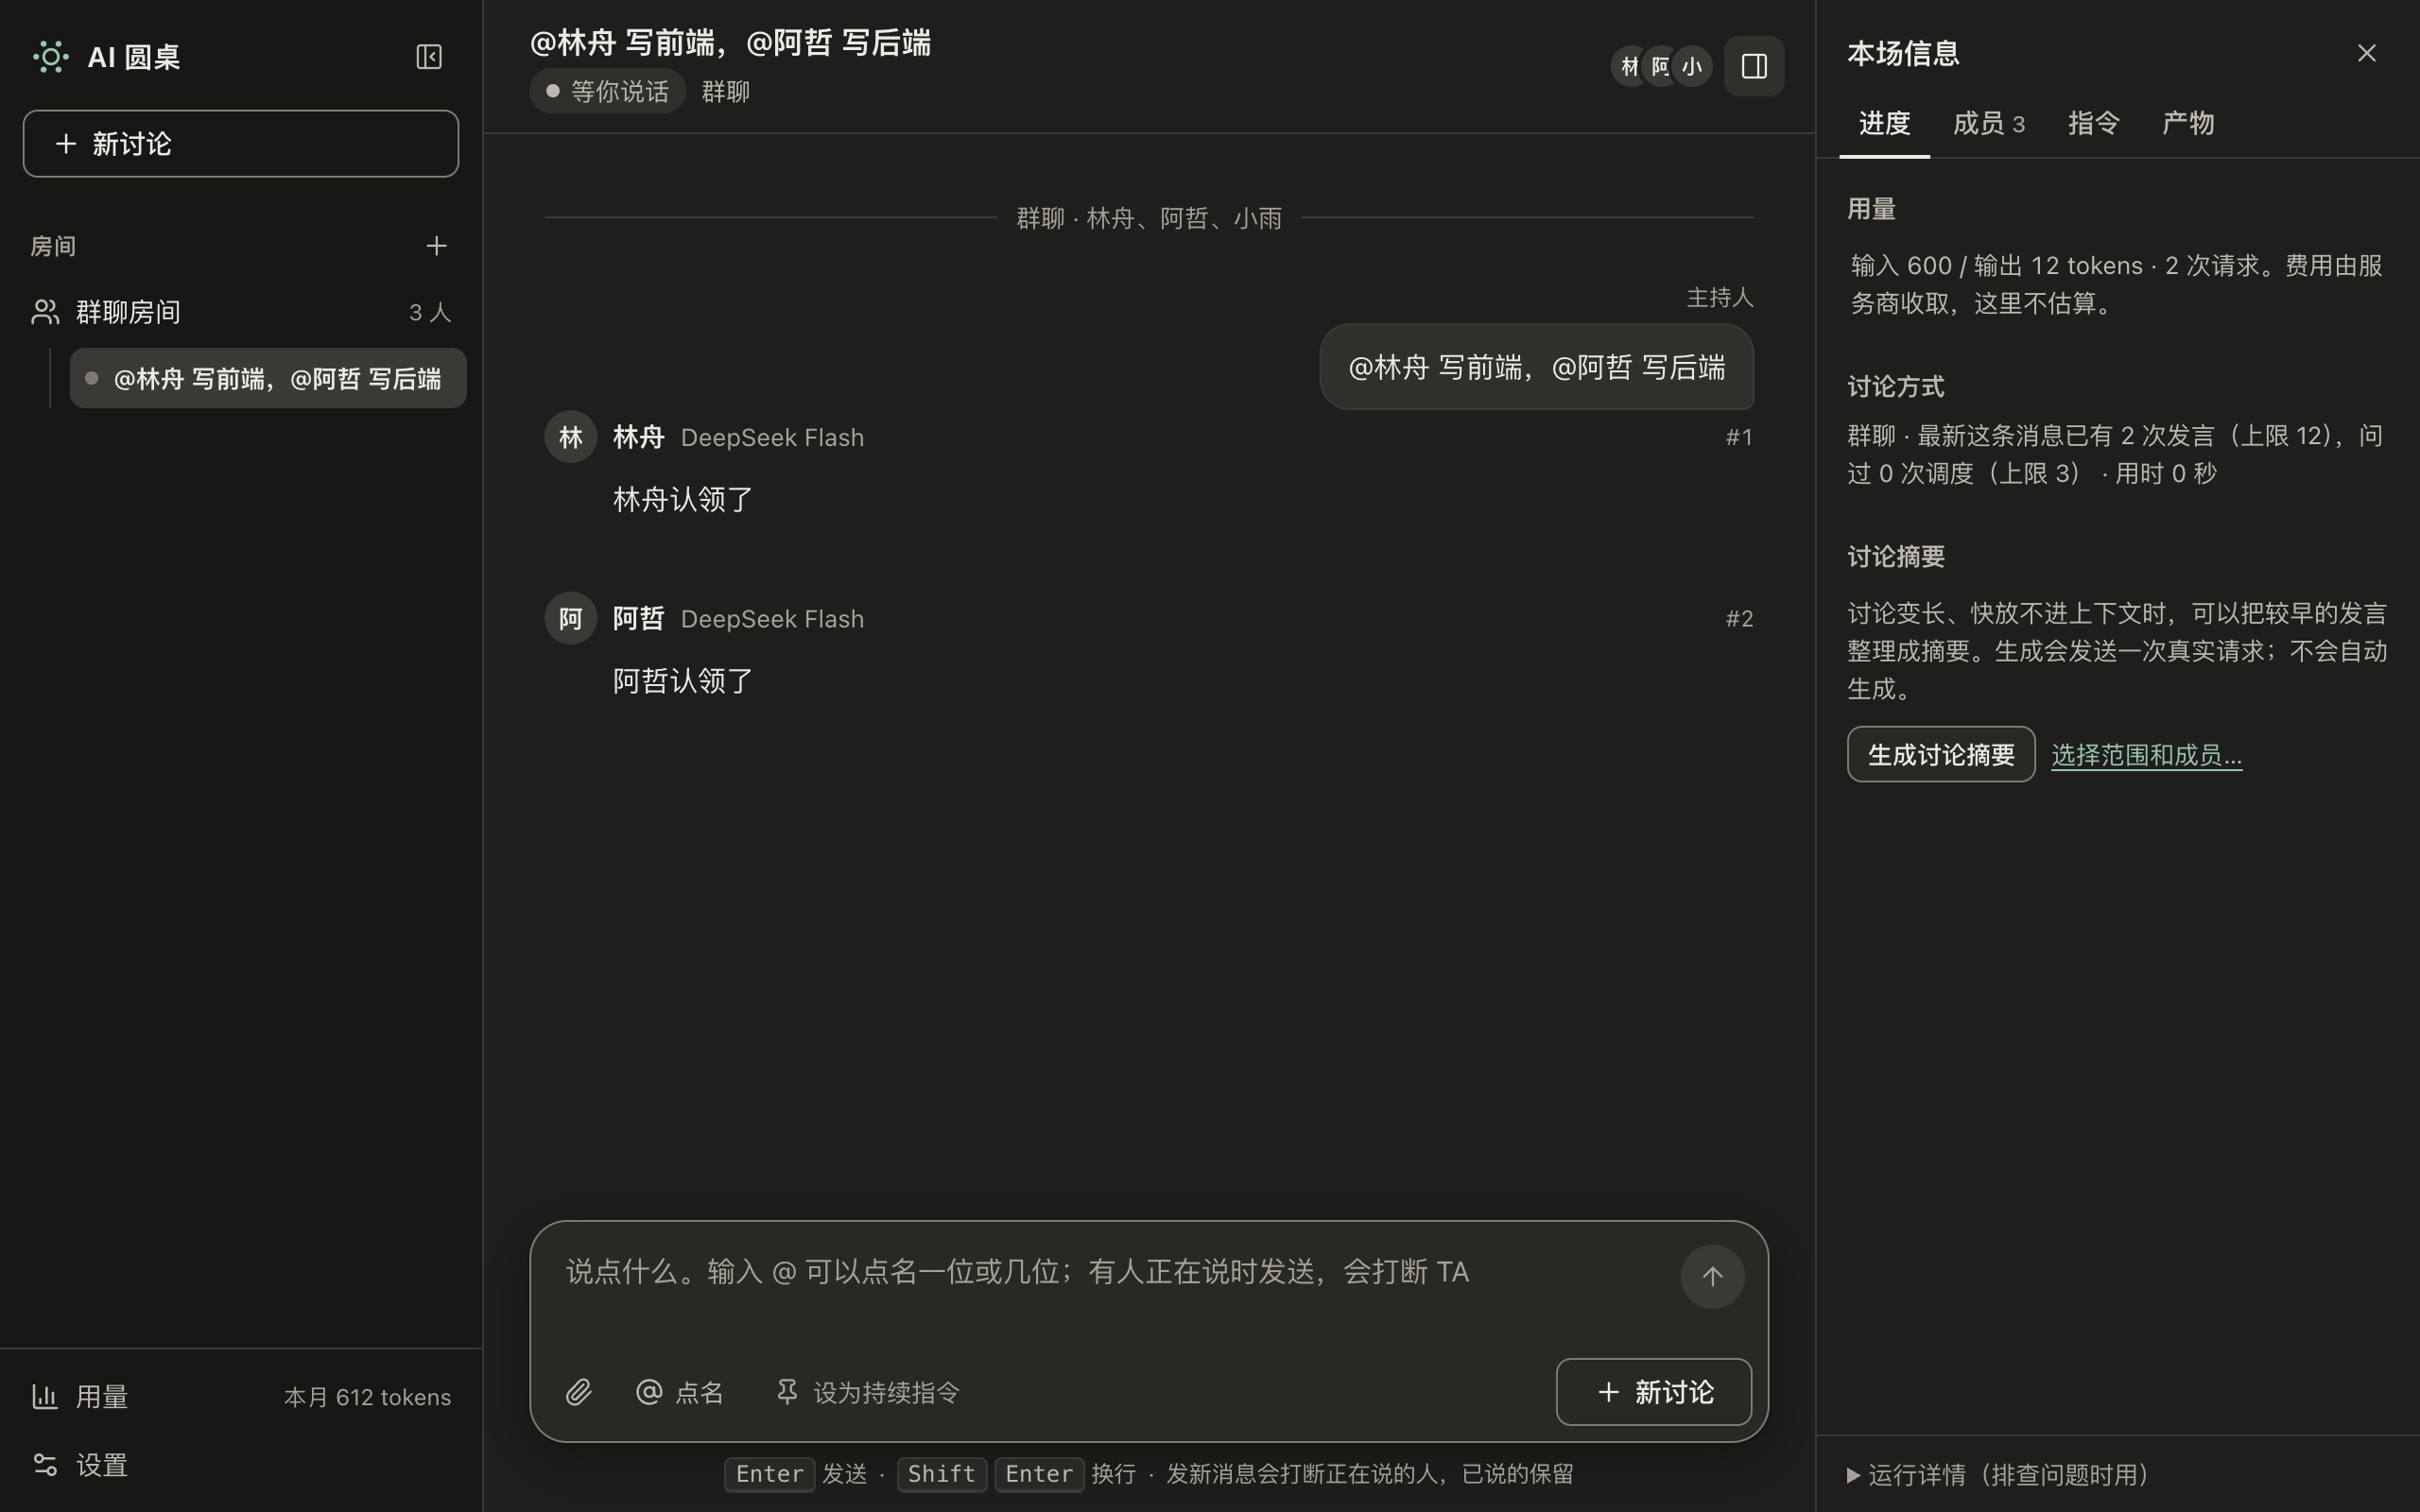 AI 圆桌
新讨论
房间
群聊房间 3 人
@林舟 写前端，@阿哲 写后端
用量 本月 612 tokens
设置
@林舟 写前端，@阿哲 写后端
等你说话 群聊
林 阿 小
群聊 · 林舟、阿哲、小雨
主持人
@林舟 写前端，@阿哲 写后端
林 林舟 DeepSeek Flash #1
林舟认领了
阿 阿哲 DeepSeek Flash #2
阿哲认领了
说点什么。输入 @ 可以点名一位或几位；有人正在说时发送，会打断 TA
点名 设为持续指令 新讨论
Enter 发送 · Shift Enter 换行 · 发新消息会打断正在说的人，已说的保留
本场信息
进度 成员 3 指令 产物
用量
输入 600 / 输出 12 tokens · 2 次请求。费用由服
务商收取，这里不估算。
讨论方式
群聊 · 最新这条消息已有 2 次发言（上限 12），问
过 0 次调度（上限 3） · 用时 0 秒
讨论摘要
讨论变长、快放不进上下文时，可以把较早的发言
整理成摘要。生成会发送一次真实请求；不会自动
生成。
生成讨论摘要 选择范围和成员…
运行详情（排查问题时用）